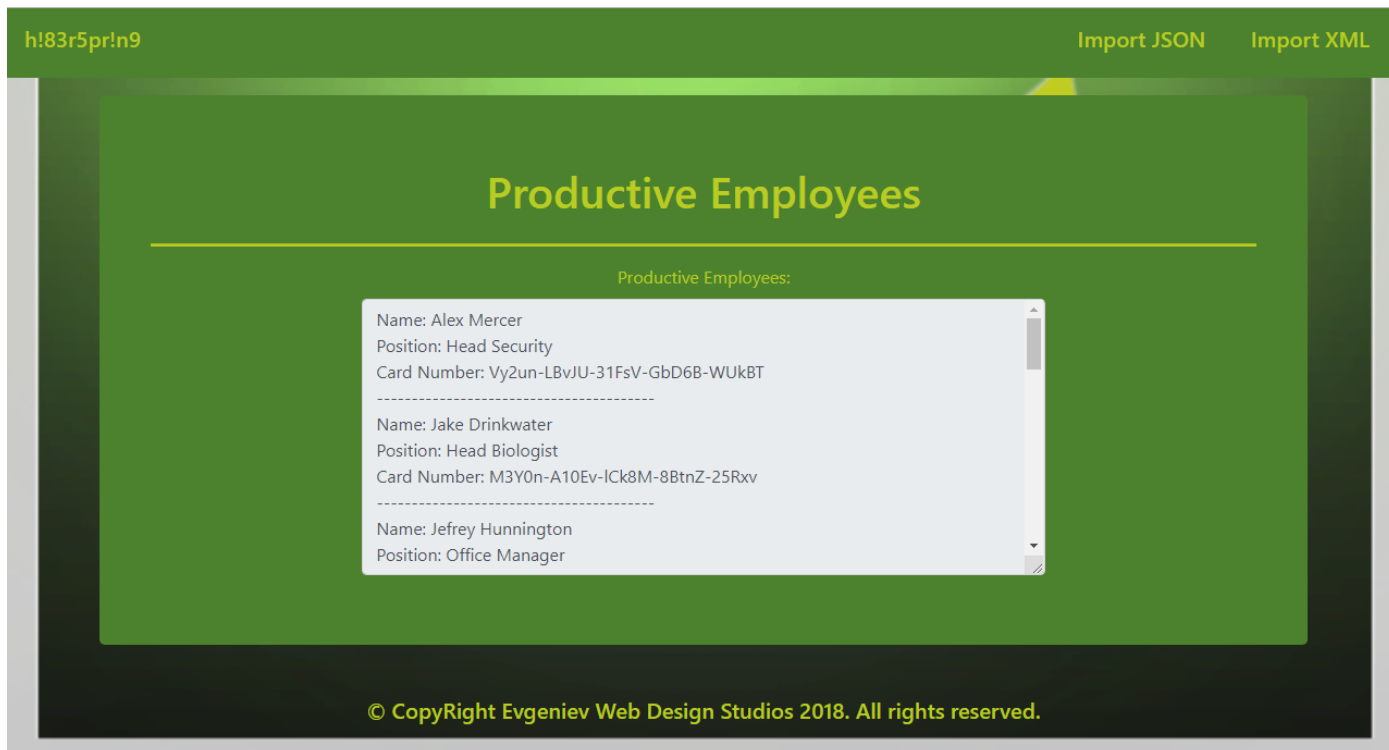 h!83r5pr!n9 Import JSON Import XML
Productive Employees
Productive Employees:
Name: Alex Mercer
Position: Head Security
Card Number: Vy2un-LBvJU-31FsV-GbD6B-WUkBT
----------------------------------------
Name: Jake Drinkwater
Position: Head Biologist
Card Number: M3Y0n-A10Ev-lCk8M-8BtnZ-25Rxv
----------------------------------------
Name: Jefrey Hunnington
Position: Office Manager
© CopyRight Evgeniev Web Design Studios 2018. All rights reserved.